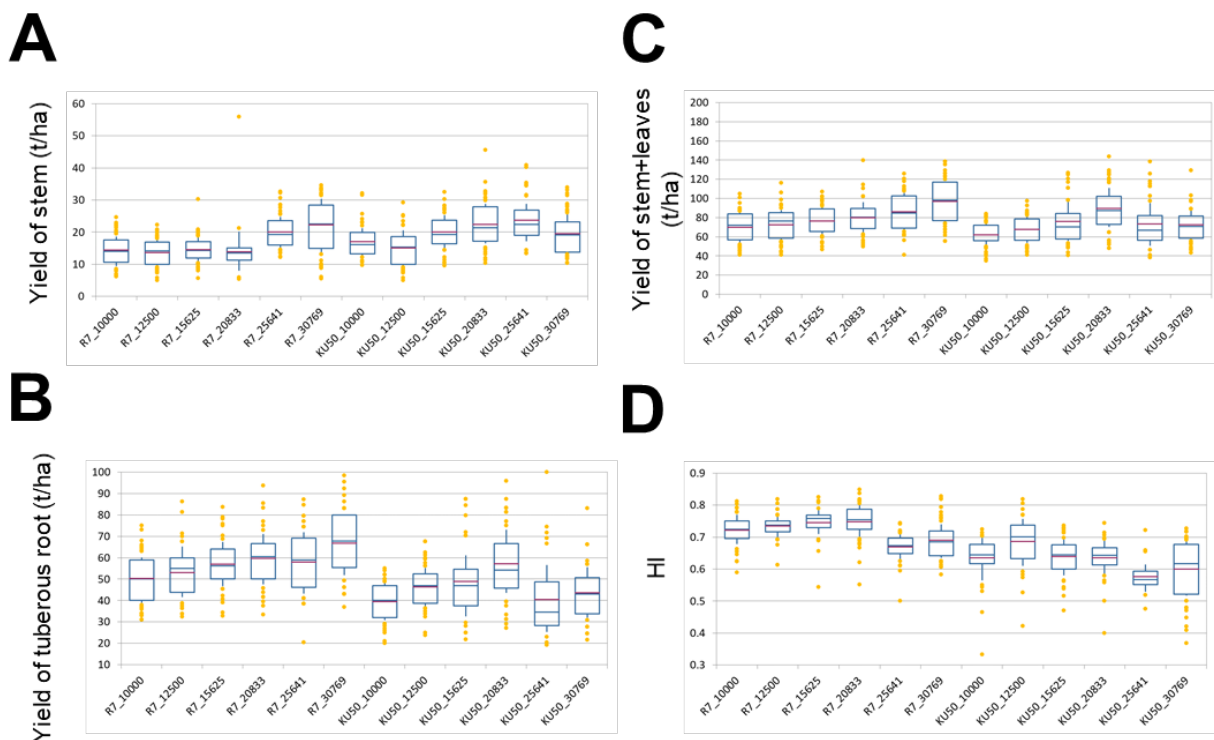 A
Yield of stem (t/ha)
60
50
40
30
20
10
0
R7_10000
R7_12500
R7_15625
R7_20833
R7_25641
R7_30769
KU50_10000
KU50_12500
KU50_15625
KU50_20833
KU50_25641
KU50_30769
C
Yield of stem+leaves
(t/ha)
200
180
160
140
120
100
80
60
40
20
0
R7_10000
R7_12500
R7_15625
R7_20833
R7_25641
R7_30769
KU50_10000
KU50_12500
KU50_15625
KU50_20833
KU50_25641
KU50_30769
B
Yield of tuberous root (t/ha)
100
90
80
70
60
50
40
30
20
10
R7_10000
R7_12500
R7_15625
R7_20833
R7_25641
R7_30769
KU50_10000
KU50_12500
KU50_15625
KU50_20833
KU50_25641
KU50_30769
D
HI
0.9
0.8
0.7
0.6
0.5
0.4
0.3
R7_10000
R7_12500
R7_15625
R7_20833
R7_25641
R7_30769
KU50_10000
KU50_12500
KU50_15625
KU50_20833
KU50_25641
KU50_30769